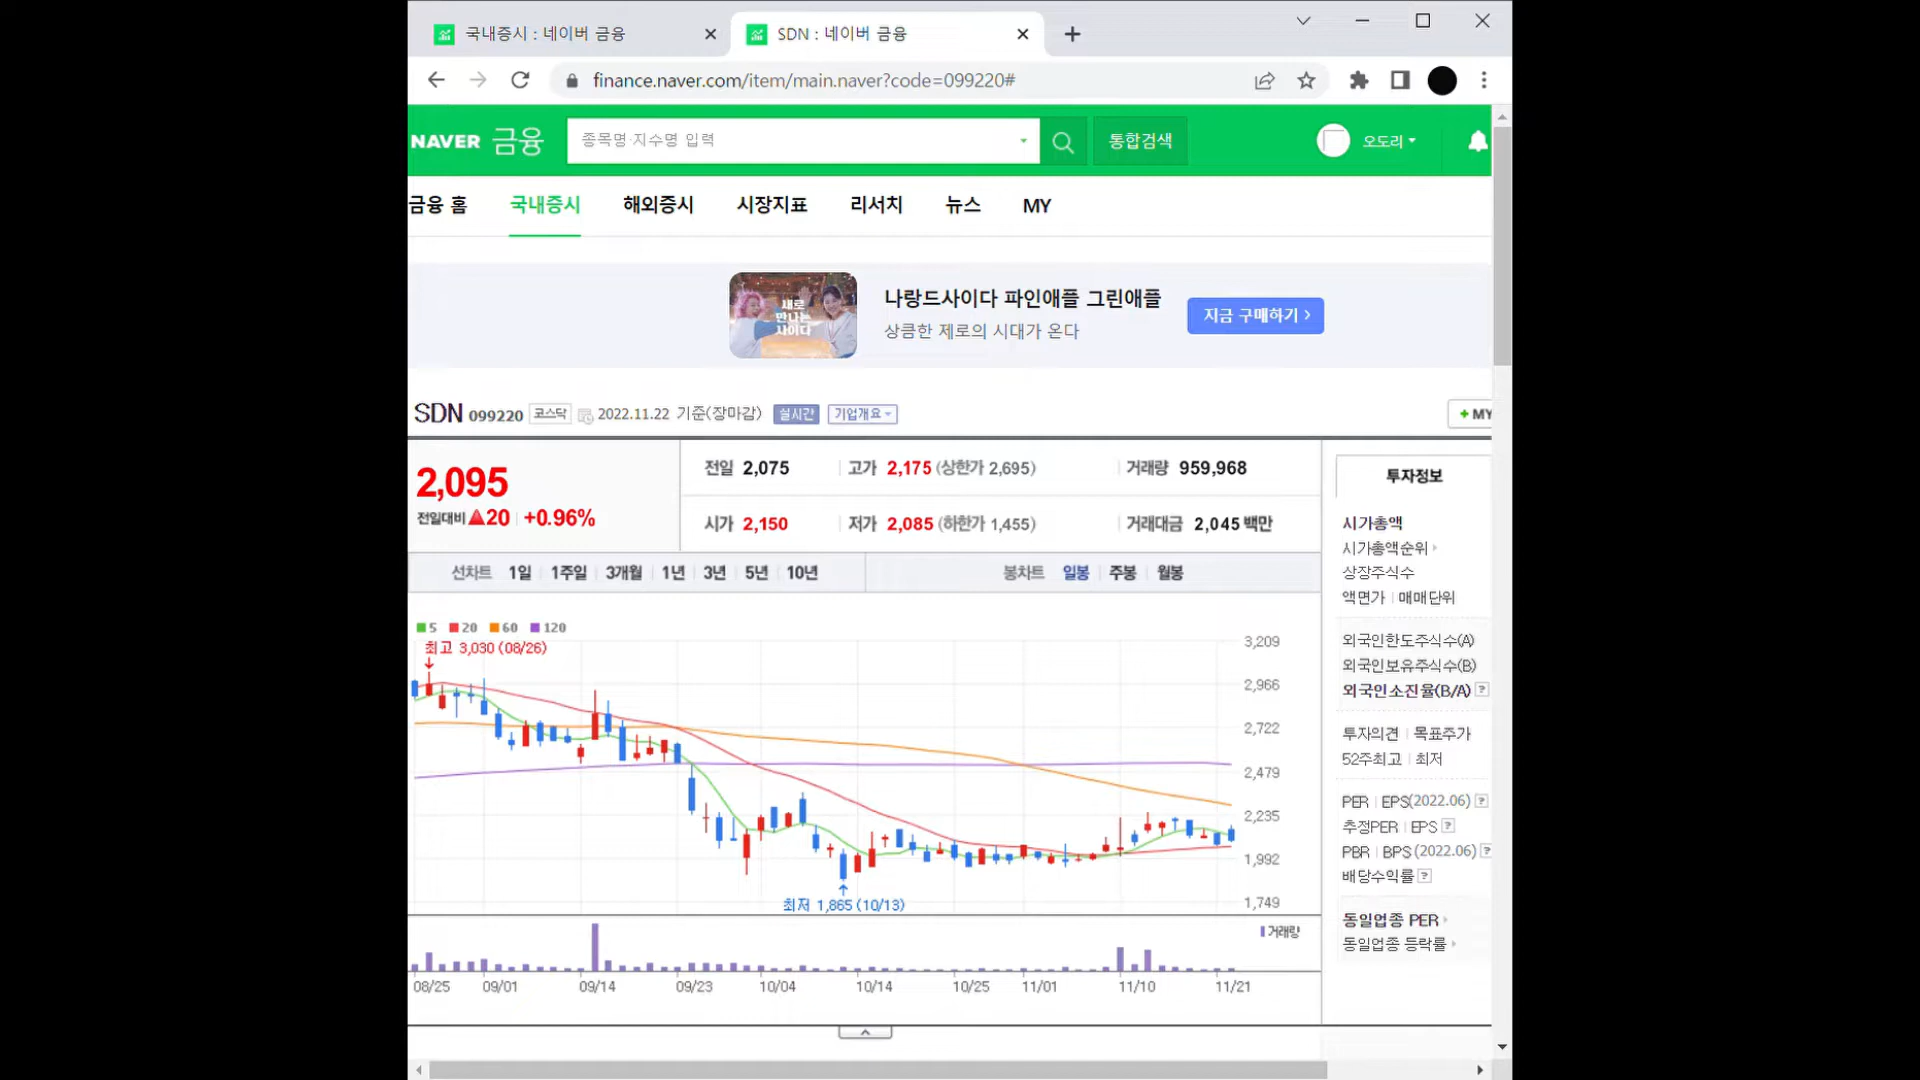 국내증시 : 네이버 금융
SDN : 네이버 금융
finance.naver.com/item/main.naver?code=099220#
NAVER 금융
종목명·지수명 입력
통합검색
오도리
금융 홈 국내증시 해외증시 시장지표 리서치 뉴스 MY
새로
만나는
사이다
나랑드사이다 파인애플 그린애플
상큼한 제로의 시대가 온다
지금 구매하기 >
SDN 099220 코스닥 2022.11.22 기준(장마감) 실시간 기업개요
+ MY
2,095
전일대비 ▲20 +0.96%
전일 2,075 고가 2,175 (상한가 2,695) 거래량 959,968
시가 2,150 저가 2,085 (하한가 1,455) 거래대금 2,045 백만
선차트 1일 1주일 3개월 1년 3년 5년 10년
봉차트 일봉 주봉 월봉
5 20 60 120
최고 3,030 (08/26)
3,209
2,966
2,722
2,479
2,235
1,992
1,749
최저 1,865 (10/13)
거래량
08/25 09/01 09/14 09/23 10/04 10/14 10/25 11/01 11/10 11/21
투자정보
시가총액
시가총액순위
상장주식수
액면가 매매단위
외국인한도주식수(A)
외국인보유주식수(B)
외국인소진율(B/A) ?
투자의견 목표주가
52주최고 최저
PER EPS(2022.06) ?
추정PER EPS ?
PBR BPS (2022.06) ?
배당수익률 ?
동일업종 PER
동일업종 등락률